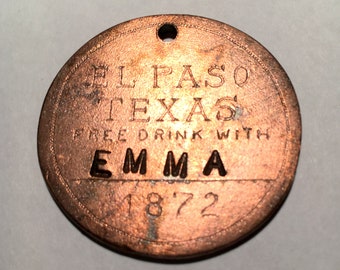 EL PASO
TEXAS
FREE DRINK WITH
EMMA
1872